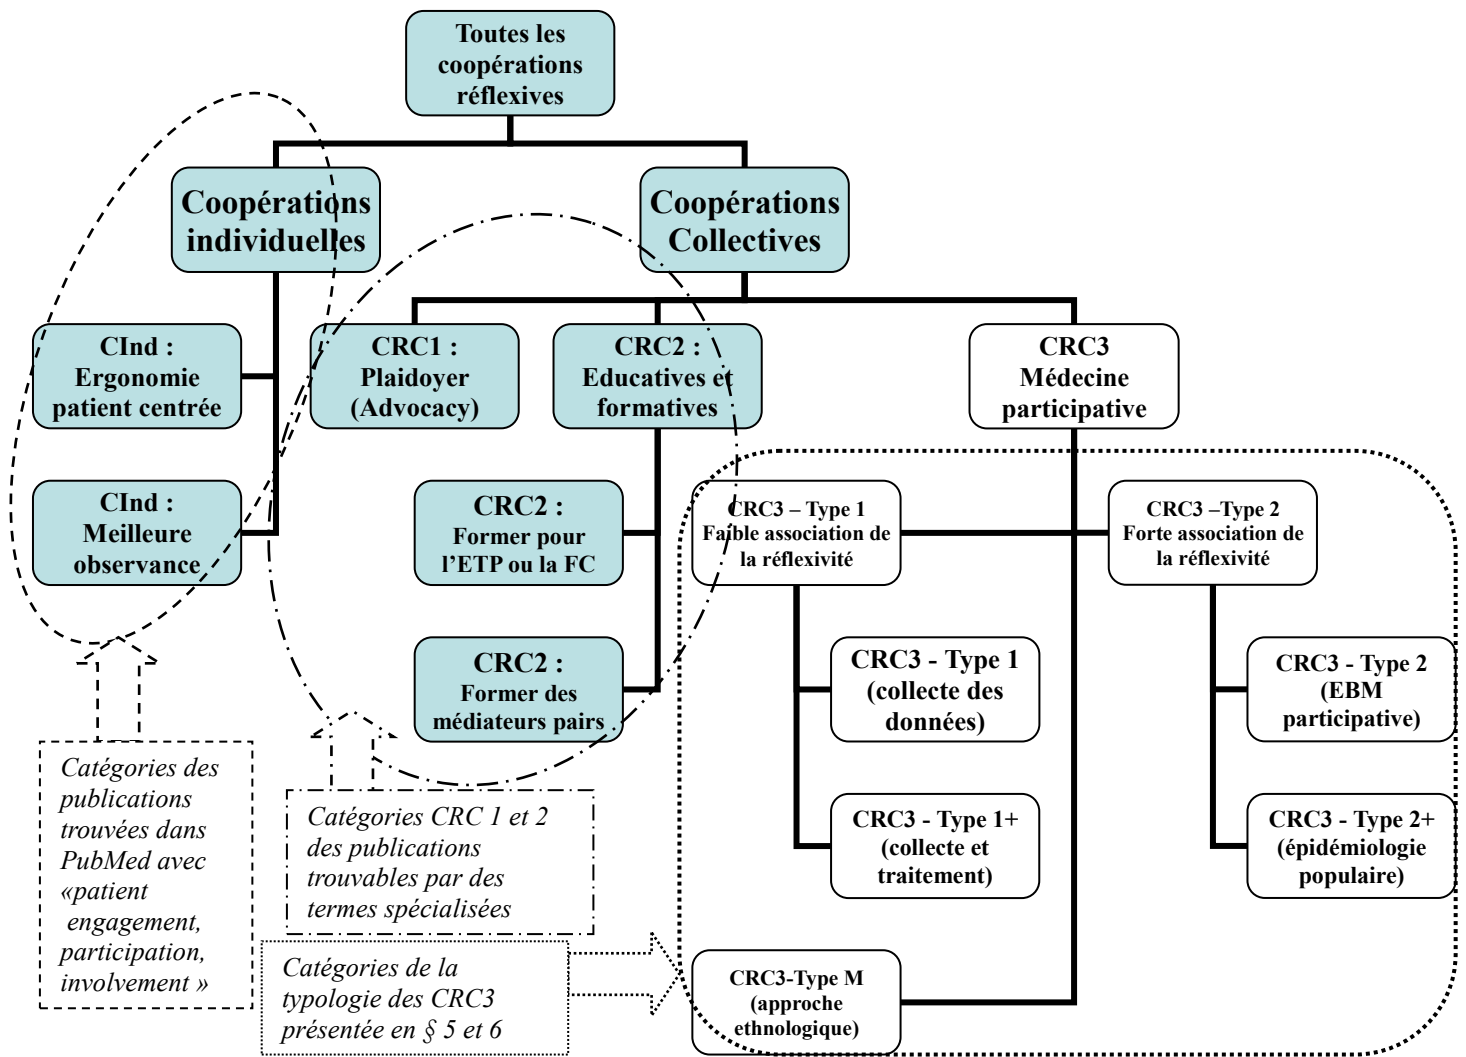 Toutes les
coopérations
réflexives
Coopérations
individuelles
Coopérations
Collectives
CInd :
Ergonomie
patient centrée
CRC1 :
Plaidoyer
(Advocacy)
CRC2 :
Educatives et
formatives
CRC3
Médecine
participative
CInd :
Meilleure
observance
CRC2 :
Former pour
l’ETP ou la FC
CRC3 – Type 1
Faible association de
la réflexivité
CRC3 –Type 2
Forte association de
la réflexivité
CRC2 :
Former des
médiateurs pairs
CRC3 - Type 1
(collecte des
données)
CRC3 - Type 2
(EBM
participative)
CRC3 - Type 1+
(collecte et
traitement)
CRC3 - Type 2+
(épidémiologie
populaire)
CRC3-Type M
(approche
ethnologique)
Catégories des
publications
trouvées dans
PubMed avec
«patient
engagement,
participation,
involvement »
Catégories CRC 1 et 2
des publications
trouvables par des
termes spécialisées
Catégories de la
typologie des CRC3
présentée en § 5 et 6